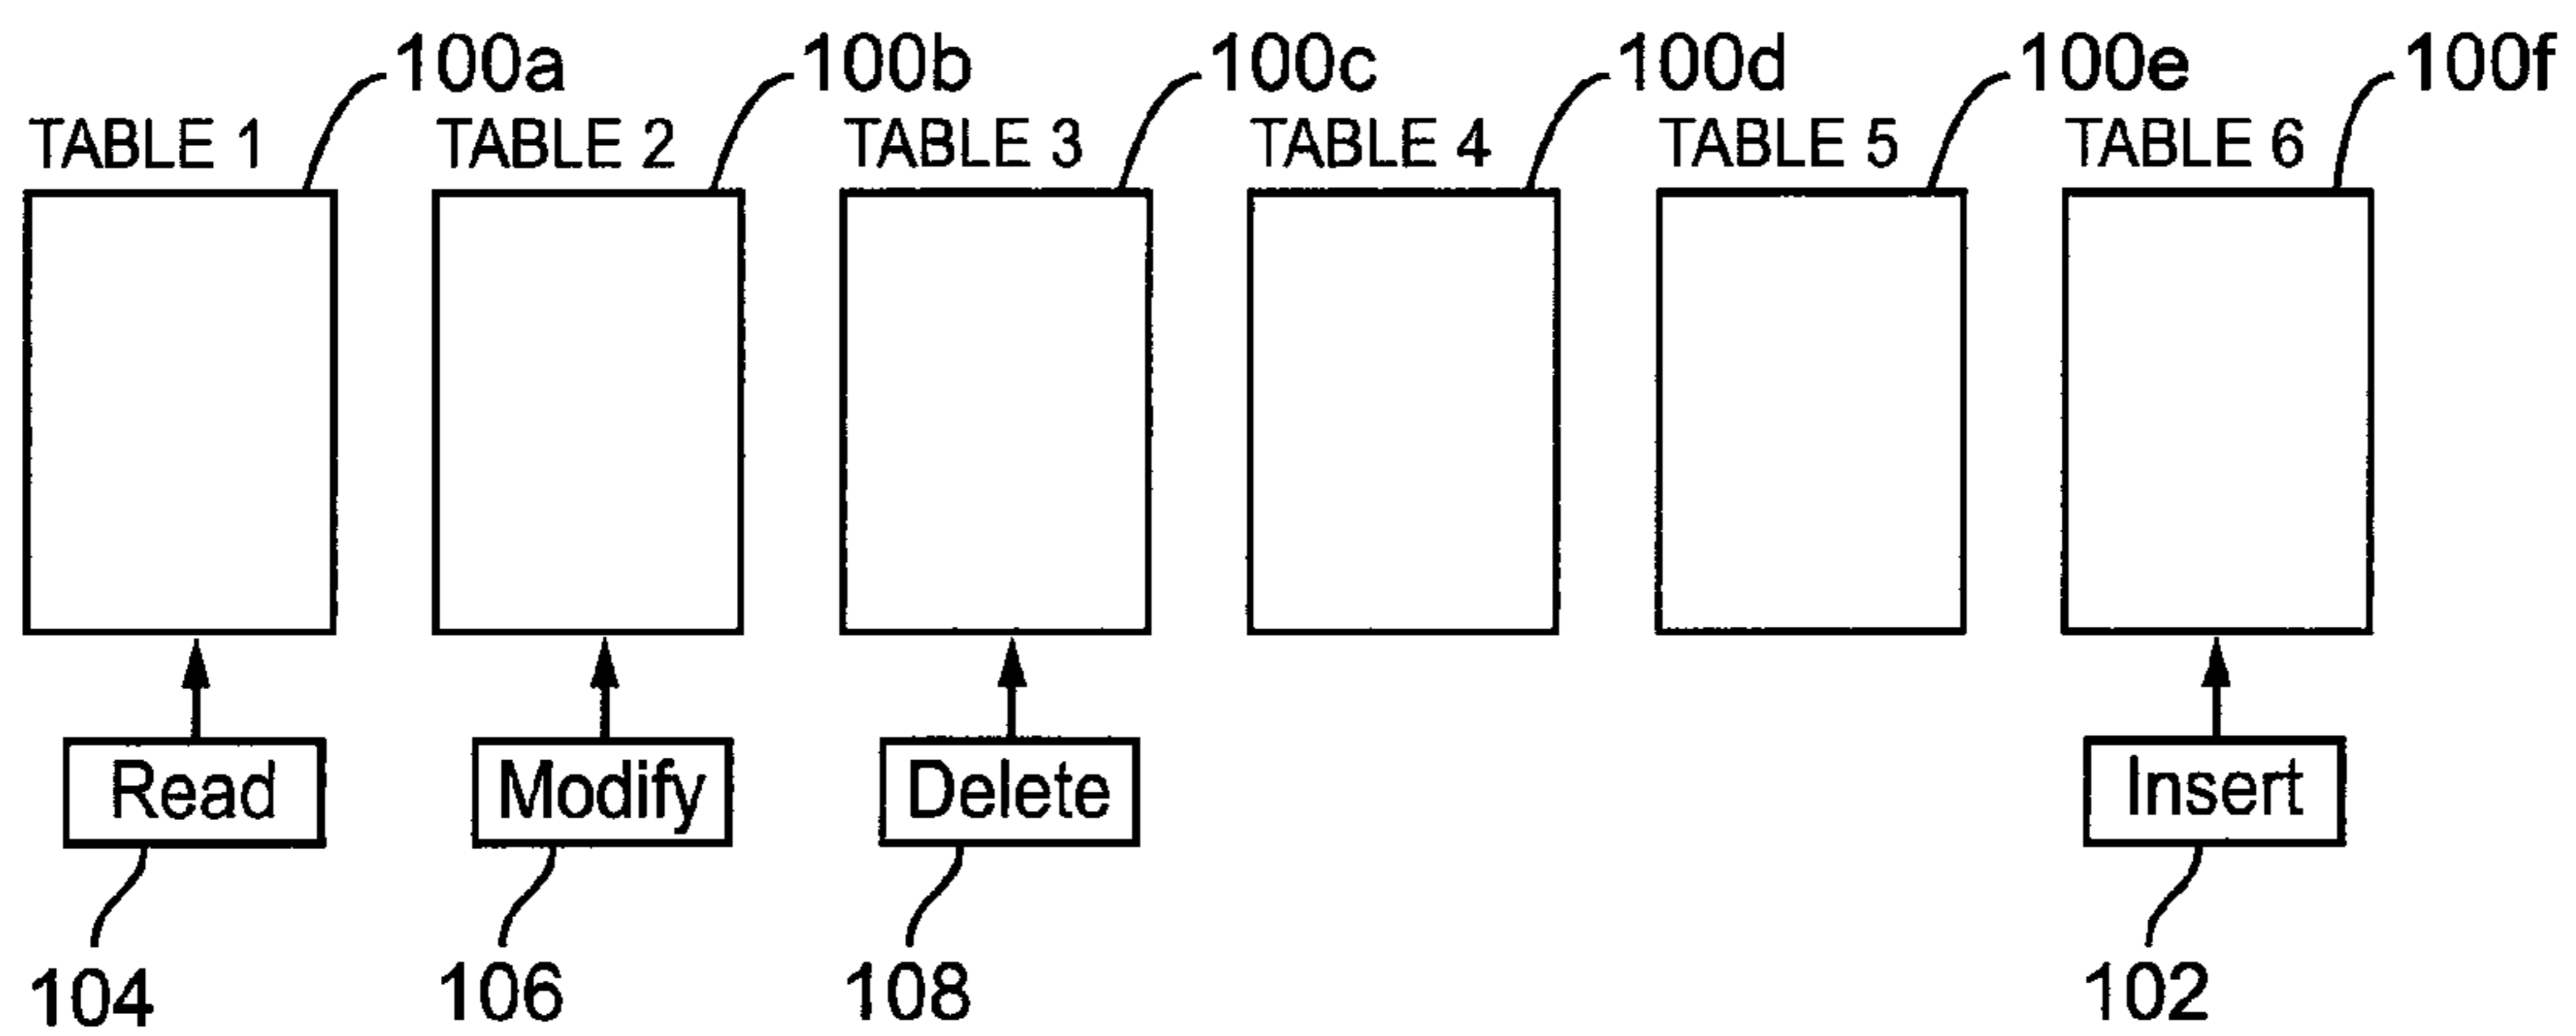 100a 100b 100c 100d 100e 100f
TABLE 1 TABLE 2 TABLE 3 TABLE 4 TABLE 5 TABLE 6
Read Modify Delete Insert
104 106 108 102